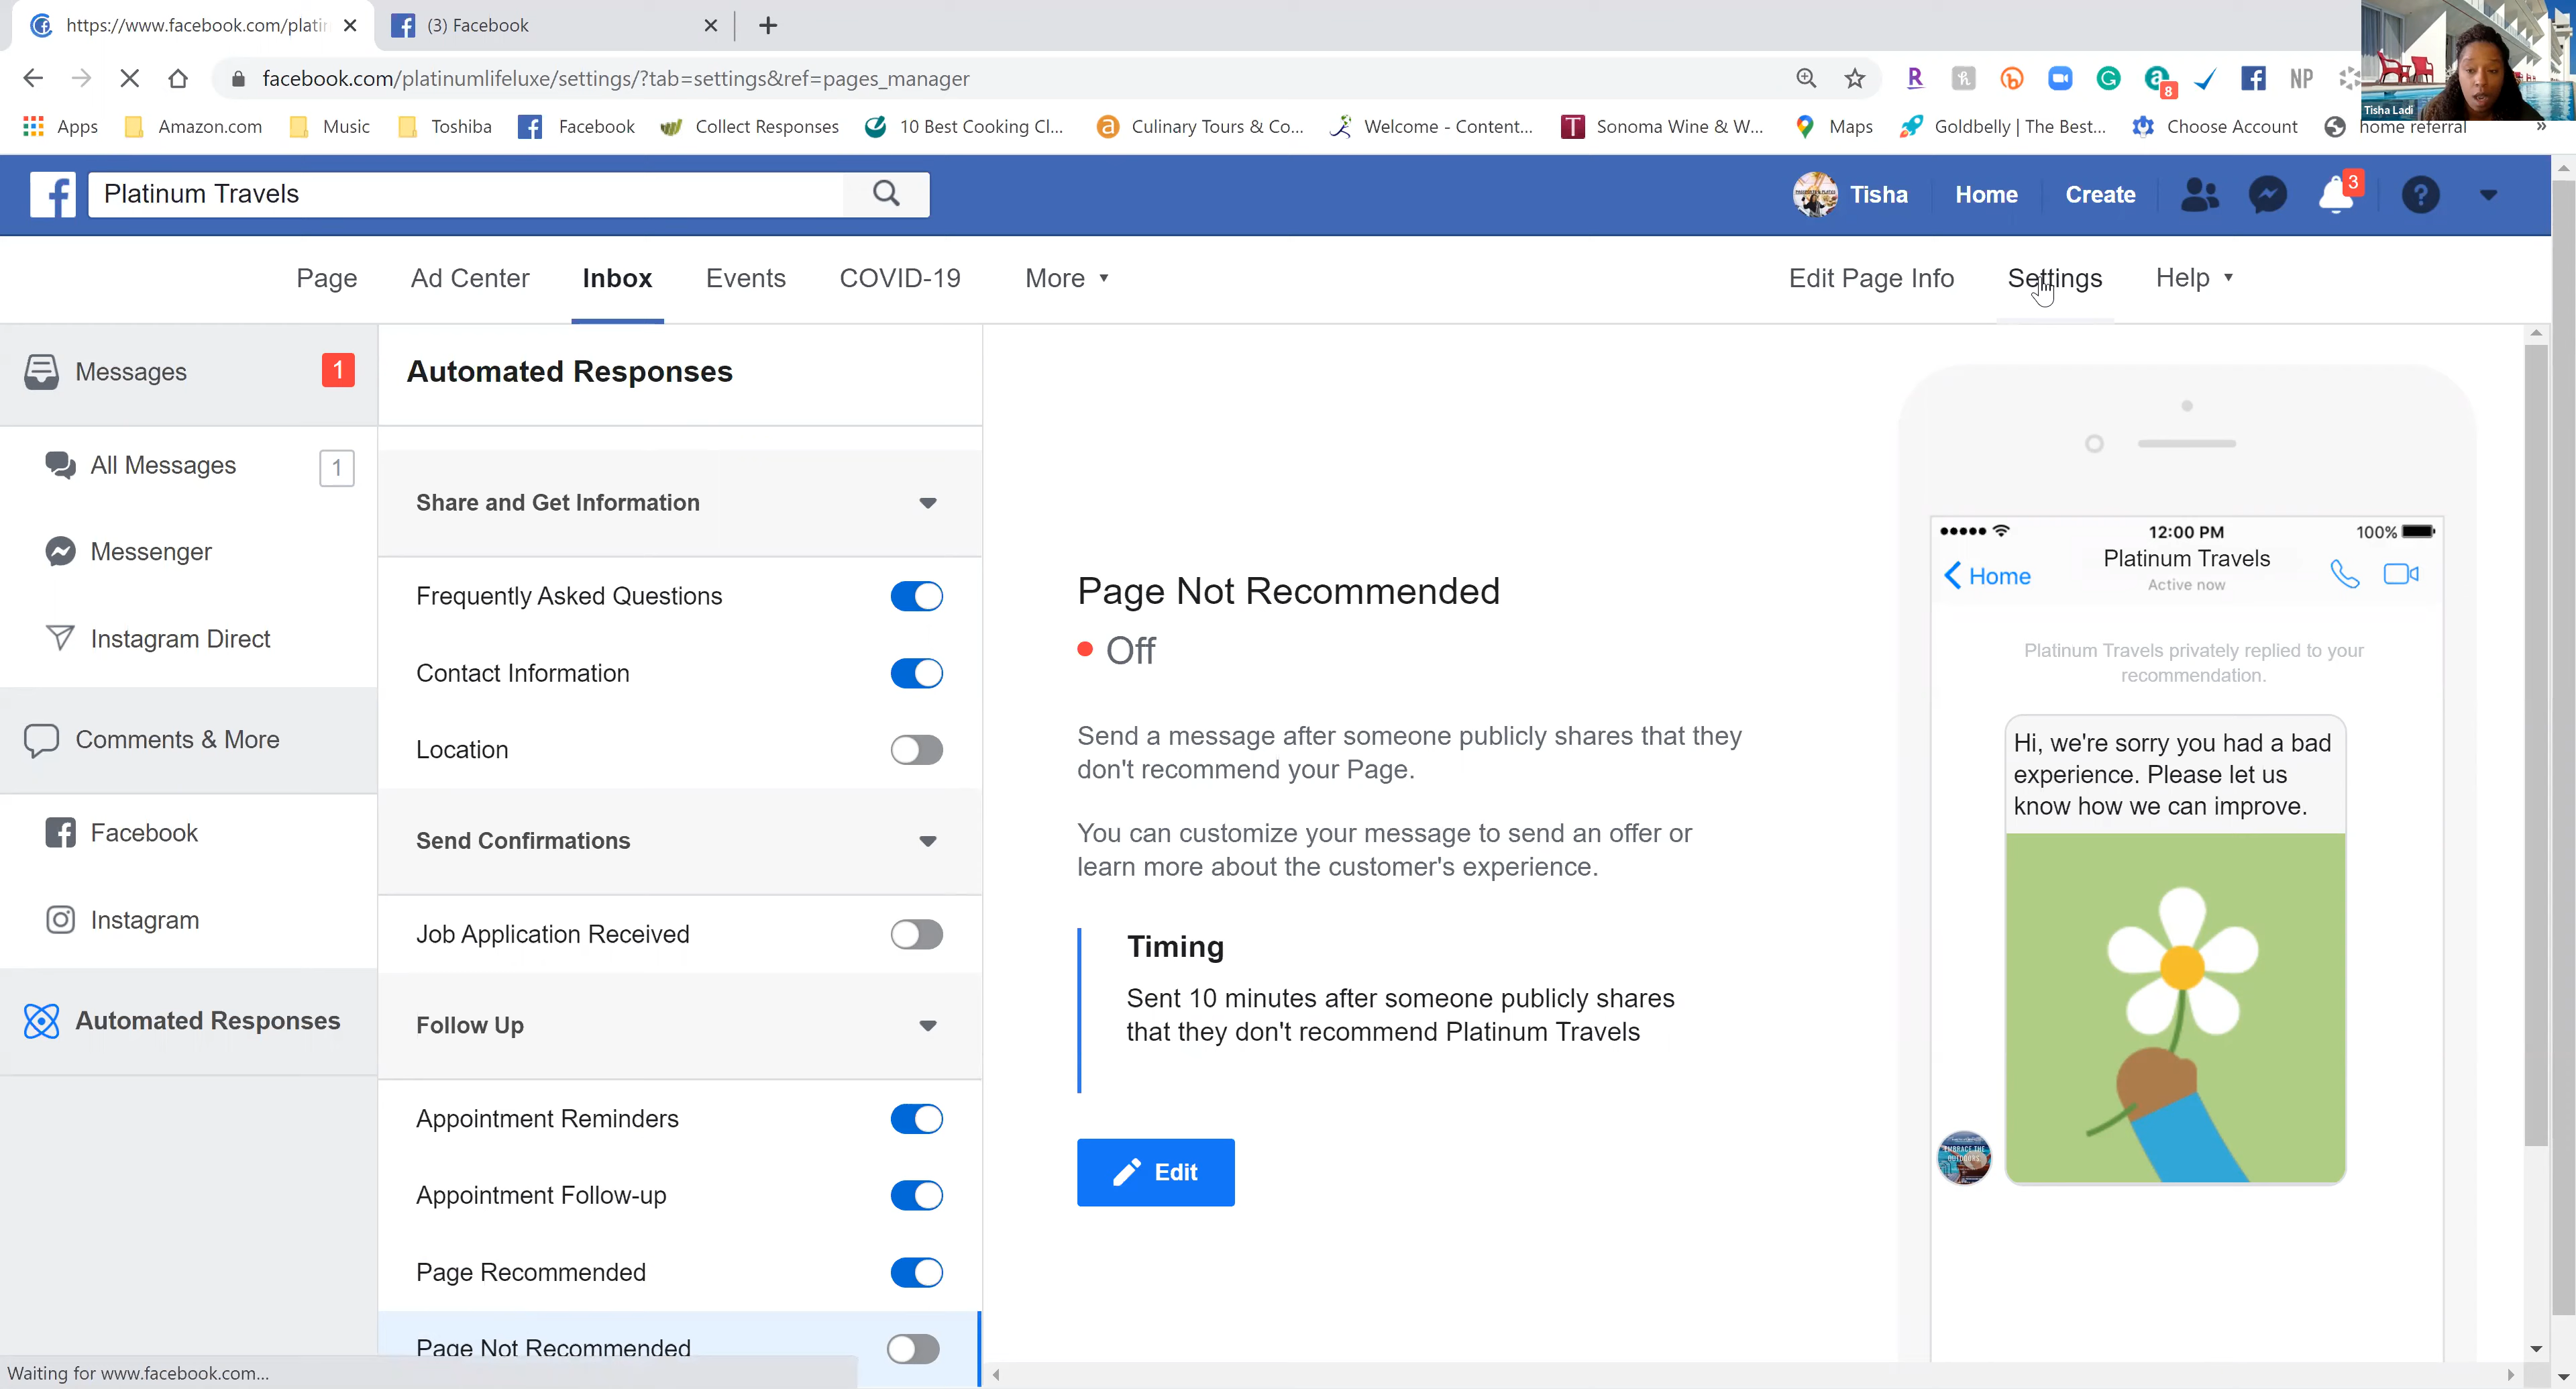 https://www.facebook.com/platin
(3) Facebook
facebook.com/platinumlifeluxe/settings/?tab=settings&ref=pages_manager
8
NP
Tisha Ladi
Apps
Amazon.com
Music
Toshiba
Facebook
Collect Responses
10 Best Cooking Cl...
Culinary Tours & Co...
Welcome - Content...
Sonoma Wine & W...
Maps
Goldbelly | The Best...
Choose Account
home referral
»
Platinum Travels
Tisha
Home
Create
3
Page
Ad Center
Inbox
Events
COVID-19
More
Edit Page Info
Settings
Help
Messages
1
All Messages
1
Messenger
Instagram Direct
Comments & More
Facebook
Instagram
Automated Responses
Automated Responses
Share and Get Information
Frequently Asked Questions
Contact Information
Location
Send Confirmations
Job Application Received
Follow Up
Appointment Reminders
Appointment Follow-up
Page Recommended
Page Not Recommended
Page Not Recommended
Off
Send a message after someone publicly shares that they
don't recommend your Page.
You can customize your message to send an offer or
learn more about the customer's experience.
Timing
Sent 10 minutes after someone publicly shares
that they don't recommend Platinum Travels
Edit
12:00 PM
100%
Home
Platinum Travels
Active now
Platinum Travels privately replied to your
recommendation.
Hi, we're sorry you had a bad
experience. Please let us
know how we can improve.
EMBRACE THE
OUTDOORS
Waiting for www.facebook.com...